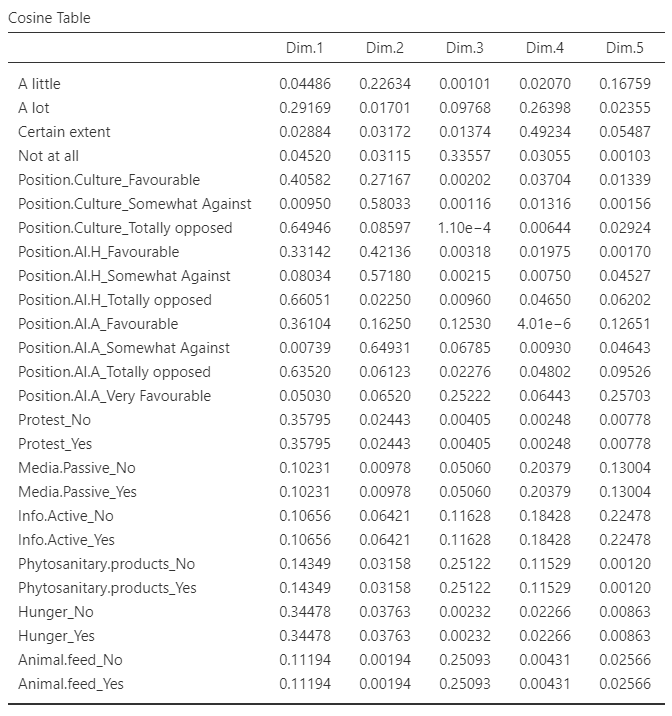 Cosine Table
Dim.1 Dim.2 Dim.3 Dim.4 Dim.5
A little 0.04486 0.22634 0.00101 0.02070 0.16759
A lot 0.29169 0.01701 0.09768 0.26398 0.02355
Certain extent 0.02884 0.03172 0.01374 0.49234 0.05487
Not at all 0.04520 0.03115 0.33557 0.03055 0.00103
Position.Culture_Favourable 0.40582 0.27167 0.00202 0.03704 0.01339
Position.Culture_Somewhat Against 0.00950 0.58033 0.00116 0.01316 0.00156
Position.Culture_Totally opposed 0.64946 0.08597 1.10e−4 0.00644 0.02924
Position.Al.H_Favourable 0.33142 0.42136 0.00318 0.01975 0.00170
Position.Al.H_Somewhat Against 0.08034 0.57180 0.00215 0.00750 0.04527
Position.Al.H_Totally opposed 0.66051 0.02250 0.00960 0.04650 0.06202
Position.Al.A_Favourable 0.36104 0.16250 0.12530 4.01e−6 0.12651
Position.Al.A_Somewhat Against 0.00739 0.64931 0.06785 0.00930 0.04643
Position.Al.A_Totally opposed 0.63520 0.06123 0.02276 0.04802 0.09526
Position.Al.A_Very Favourable 0.05030 0.06520 0.25222 0.06443 0.25703
Protest_No 0.35795 0.02443 0.00405 0.00248 0.00778
Protest_Yes 0.35795 0.02443 0.00405 0.00248 0.00778
Media.Passive_No 0.10231 0.00978 0.05060 0.20379 0.13004
Media.Passive_Yes 0.10231 0.00978 0.05060 0.20379 0.13004
Info.Active_No 0.10656 0.06421 0.11628 0.18428 0.22478
Info.Active_Yes 0.10656 0.06421 0.11628 0.18428 0.22478
Phytosanitary.products_No 0.14349 0.03158 0.25122 0.11529 0.00120
Phytosanitary.products_Yes 0.14349 0.03158 0.25122 0.11529 0.00120
Hunger_No 0.34478 0.03763 0.00232 0.02266 0.00863
Hunger_Yes 0.34478 0.03763 0.00232 0.02266 0.00863
Animal.feed_No 0.11194 0.00194 0.25093 0.00431 0.02566
Animal.feed_Yes 0.11194 0.00194 0.25093 0.00431 0.02566